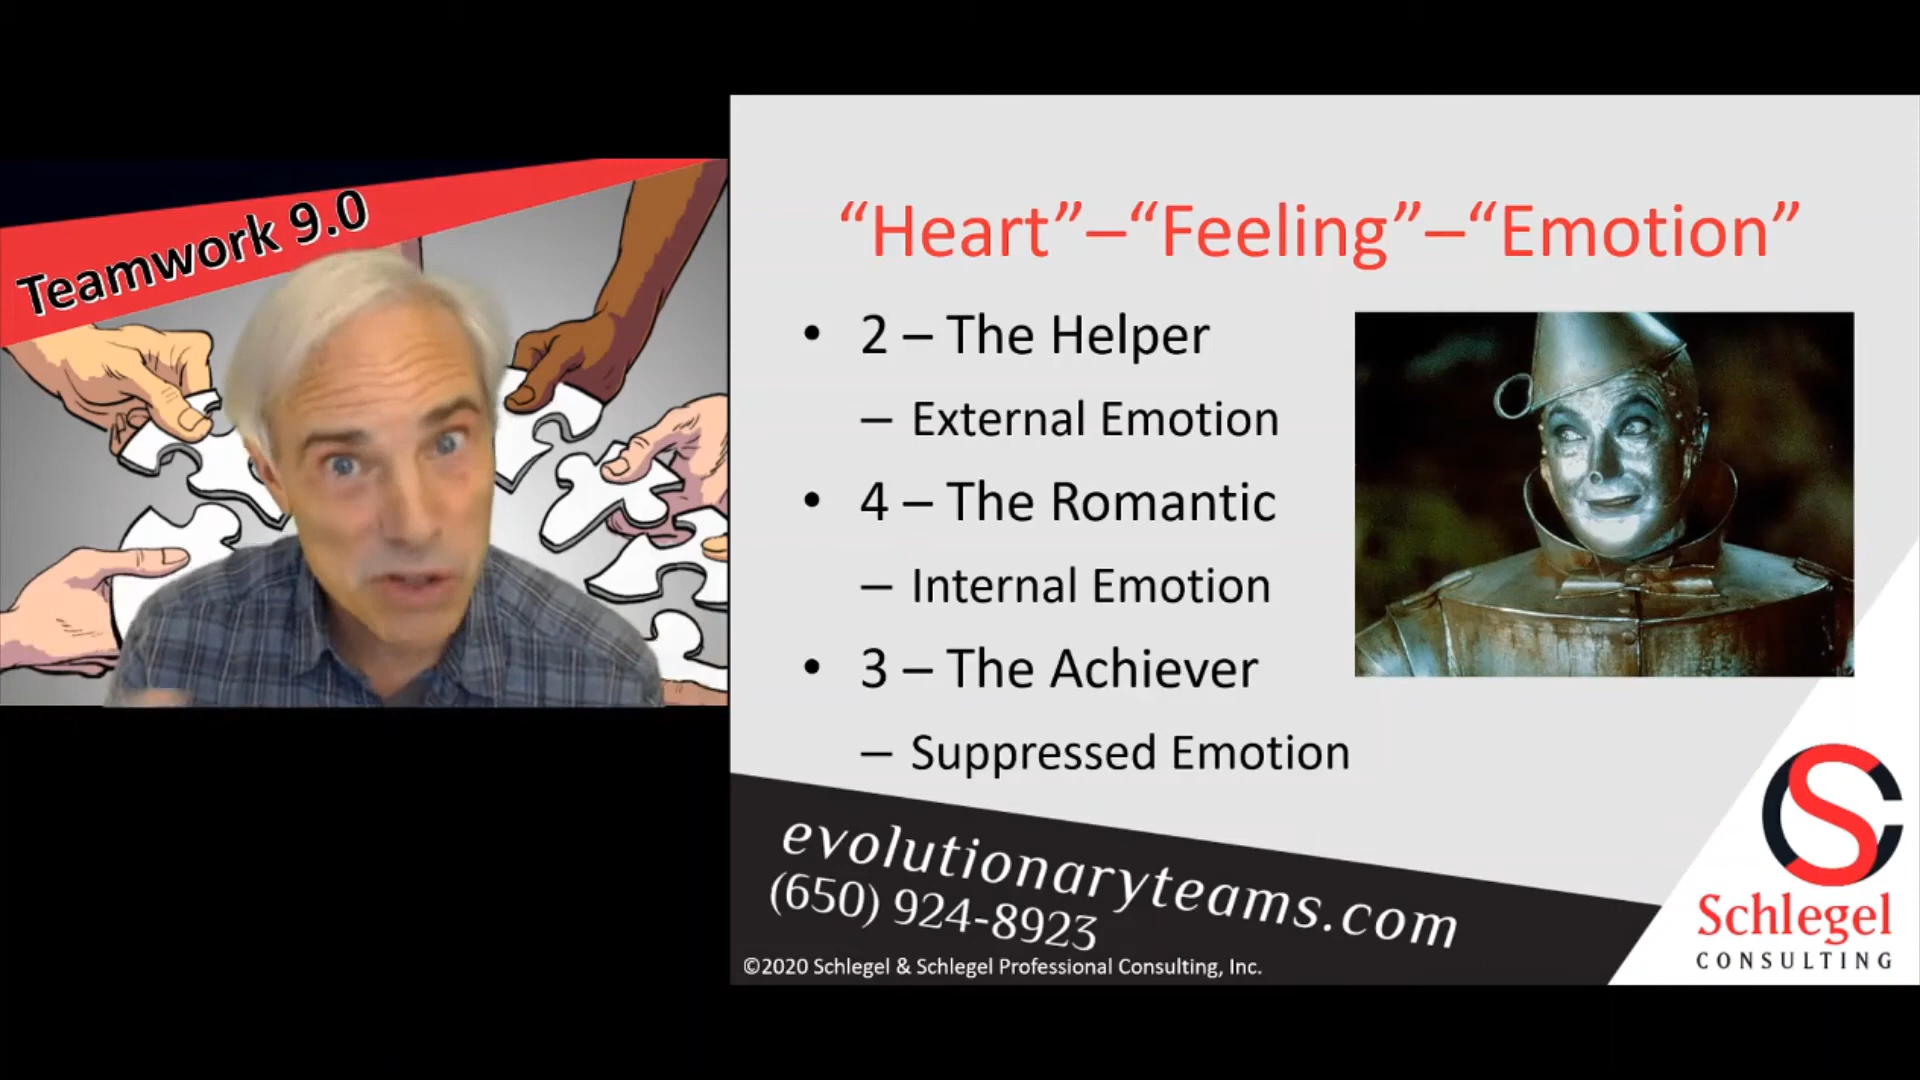 Teamwork 9.0
“Heart”–“Feeling”–“Emotion”
• 2 – The Helper
– External Emotion
• 4 – The Romantic
– Internal Emotion
• 3 – The Achiever
– Suppressed Emotion
evolutionaryteams.com
(650) 924-8923
©2020 Schlegel & Schlegel Professional Consulting, Inc.
SC
Schlegel
CONSULTING